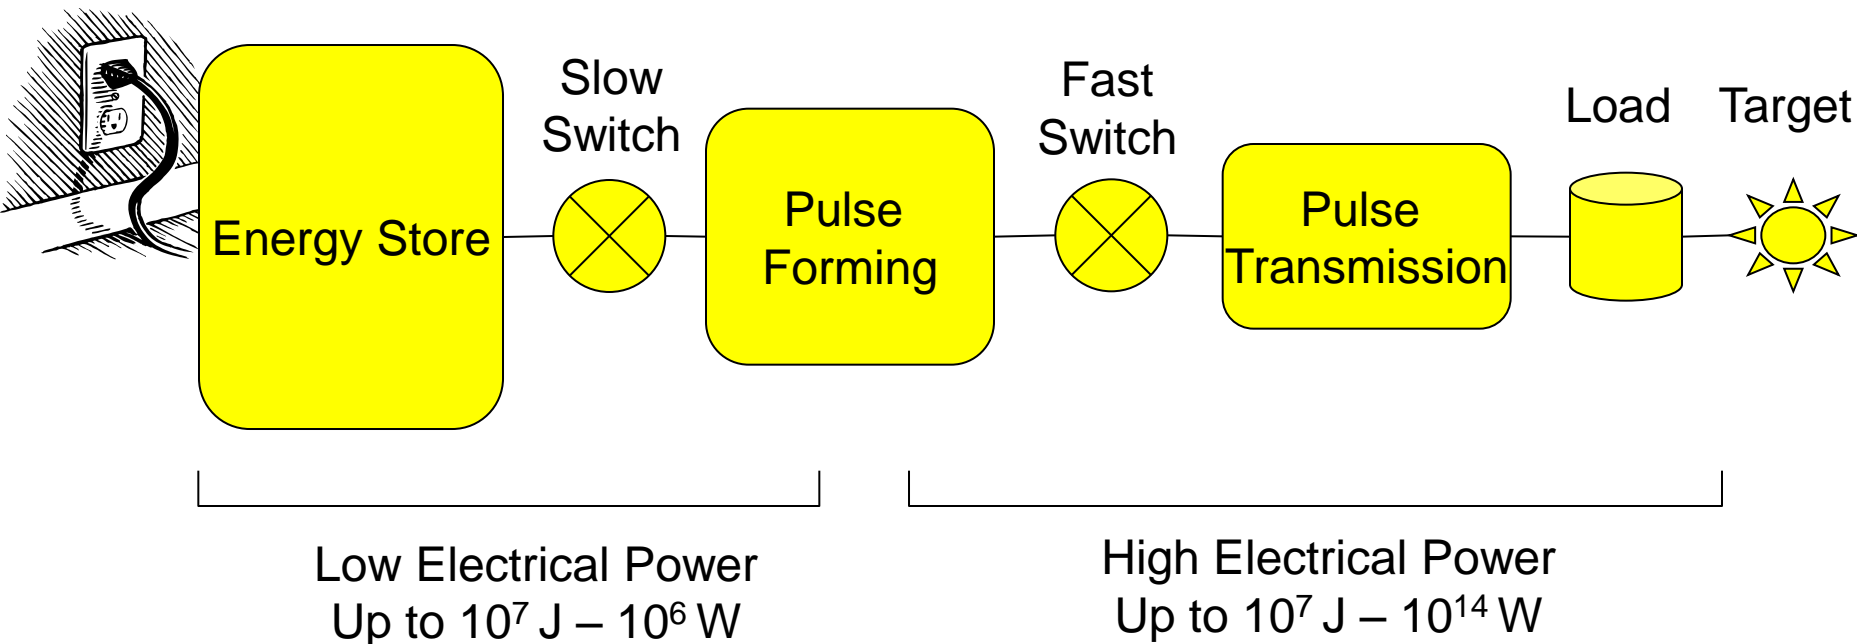 Energy Store
Slow
Switch
Pulse
Forming
Fast
Switch
Pulse
Transmission
Load
Target
Low Electrical Power
Up to 10⁷ J – 10⁶ W
High Electrical Power
Up to 10⁷ J – 10¹⁴ W